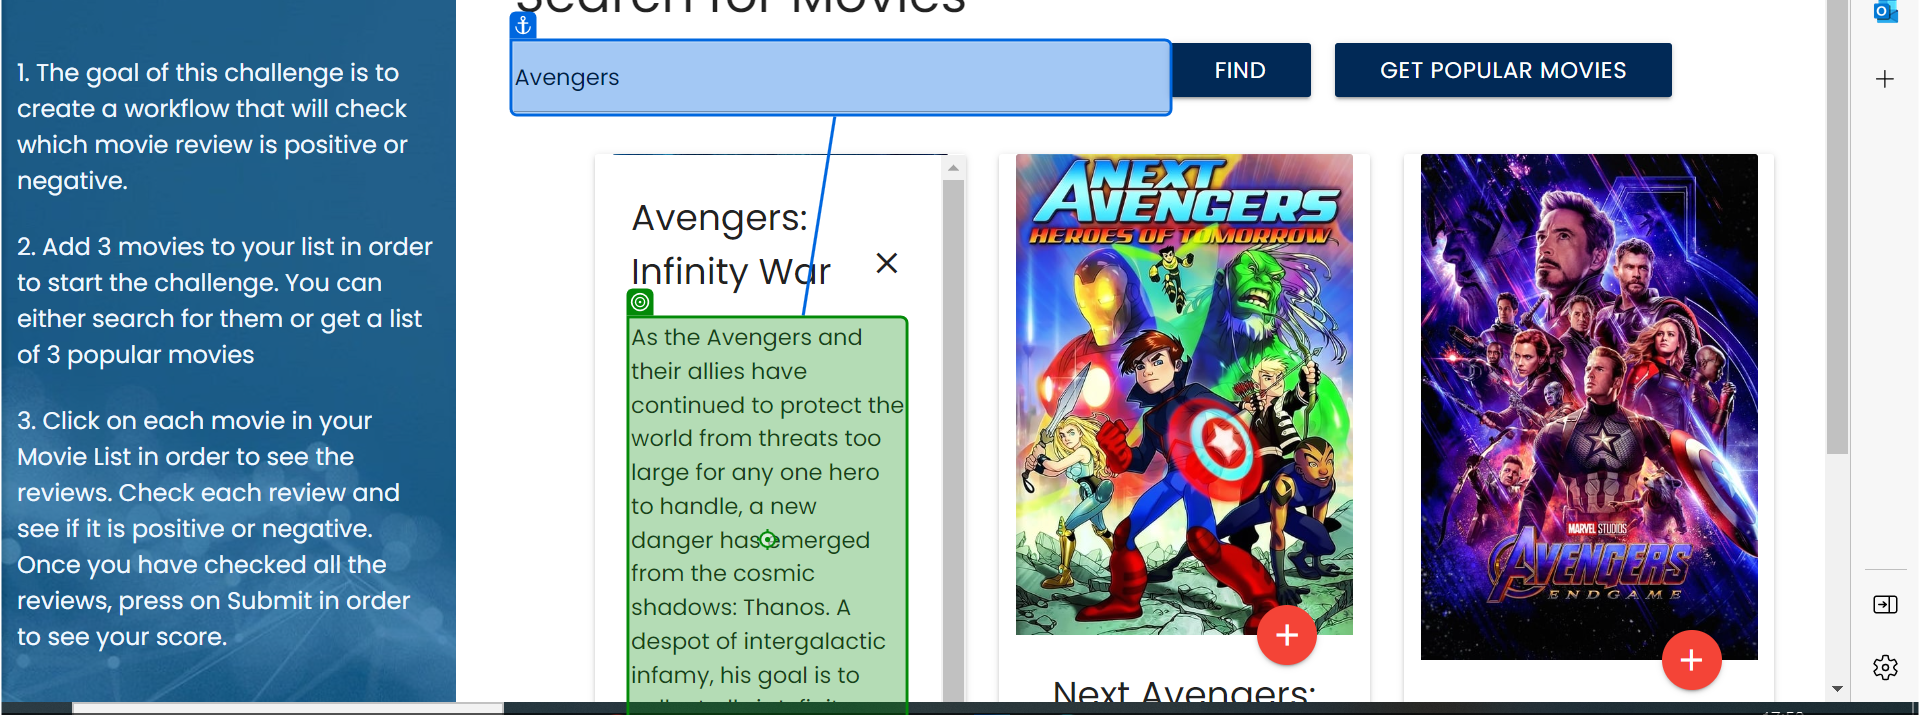 Search for Movies
1. The goal of this challenge is to
create a workflow that will check
which movie review is positive or
negative.
2. Add 3 movies to your list in order
to start the challenge. You can
either search for them or get a list
of 3 popular movies
3. Click on each movie in your
Movie List in order to see the
reviews. Check each review and
see if it is positive or negative.
Once you have checked all the
reviews, press on Submit in order
to see your score.
Avengers
FIND
GET POPULAR MOVIES
Avengers:
Infinity War
As the Avengers and
their allies have
continued to protect the
world from threats too
large for any one hero
to handle, a new
danger has emerged
from the cosmic
shadows: Thanos. A
despot of intergalactic
infamy, his goal is to
NEXT
AVENGERS
HEROES OF TOMORROW
Next Avengers:
MARVEL STUDIOS
AVENGERS
ENDGAME